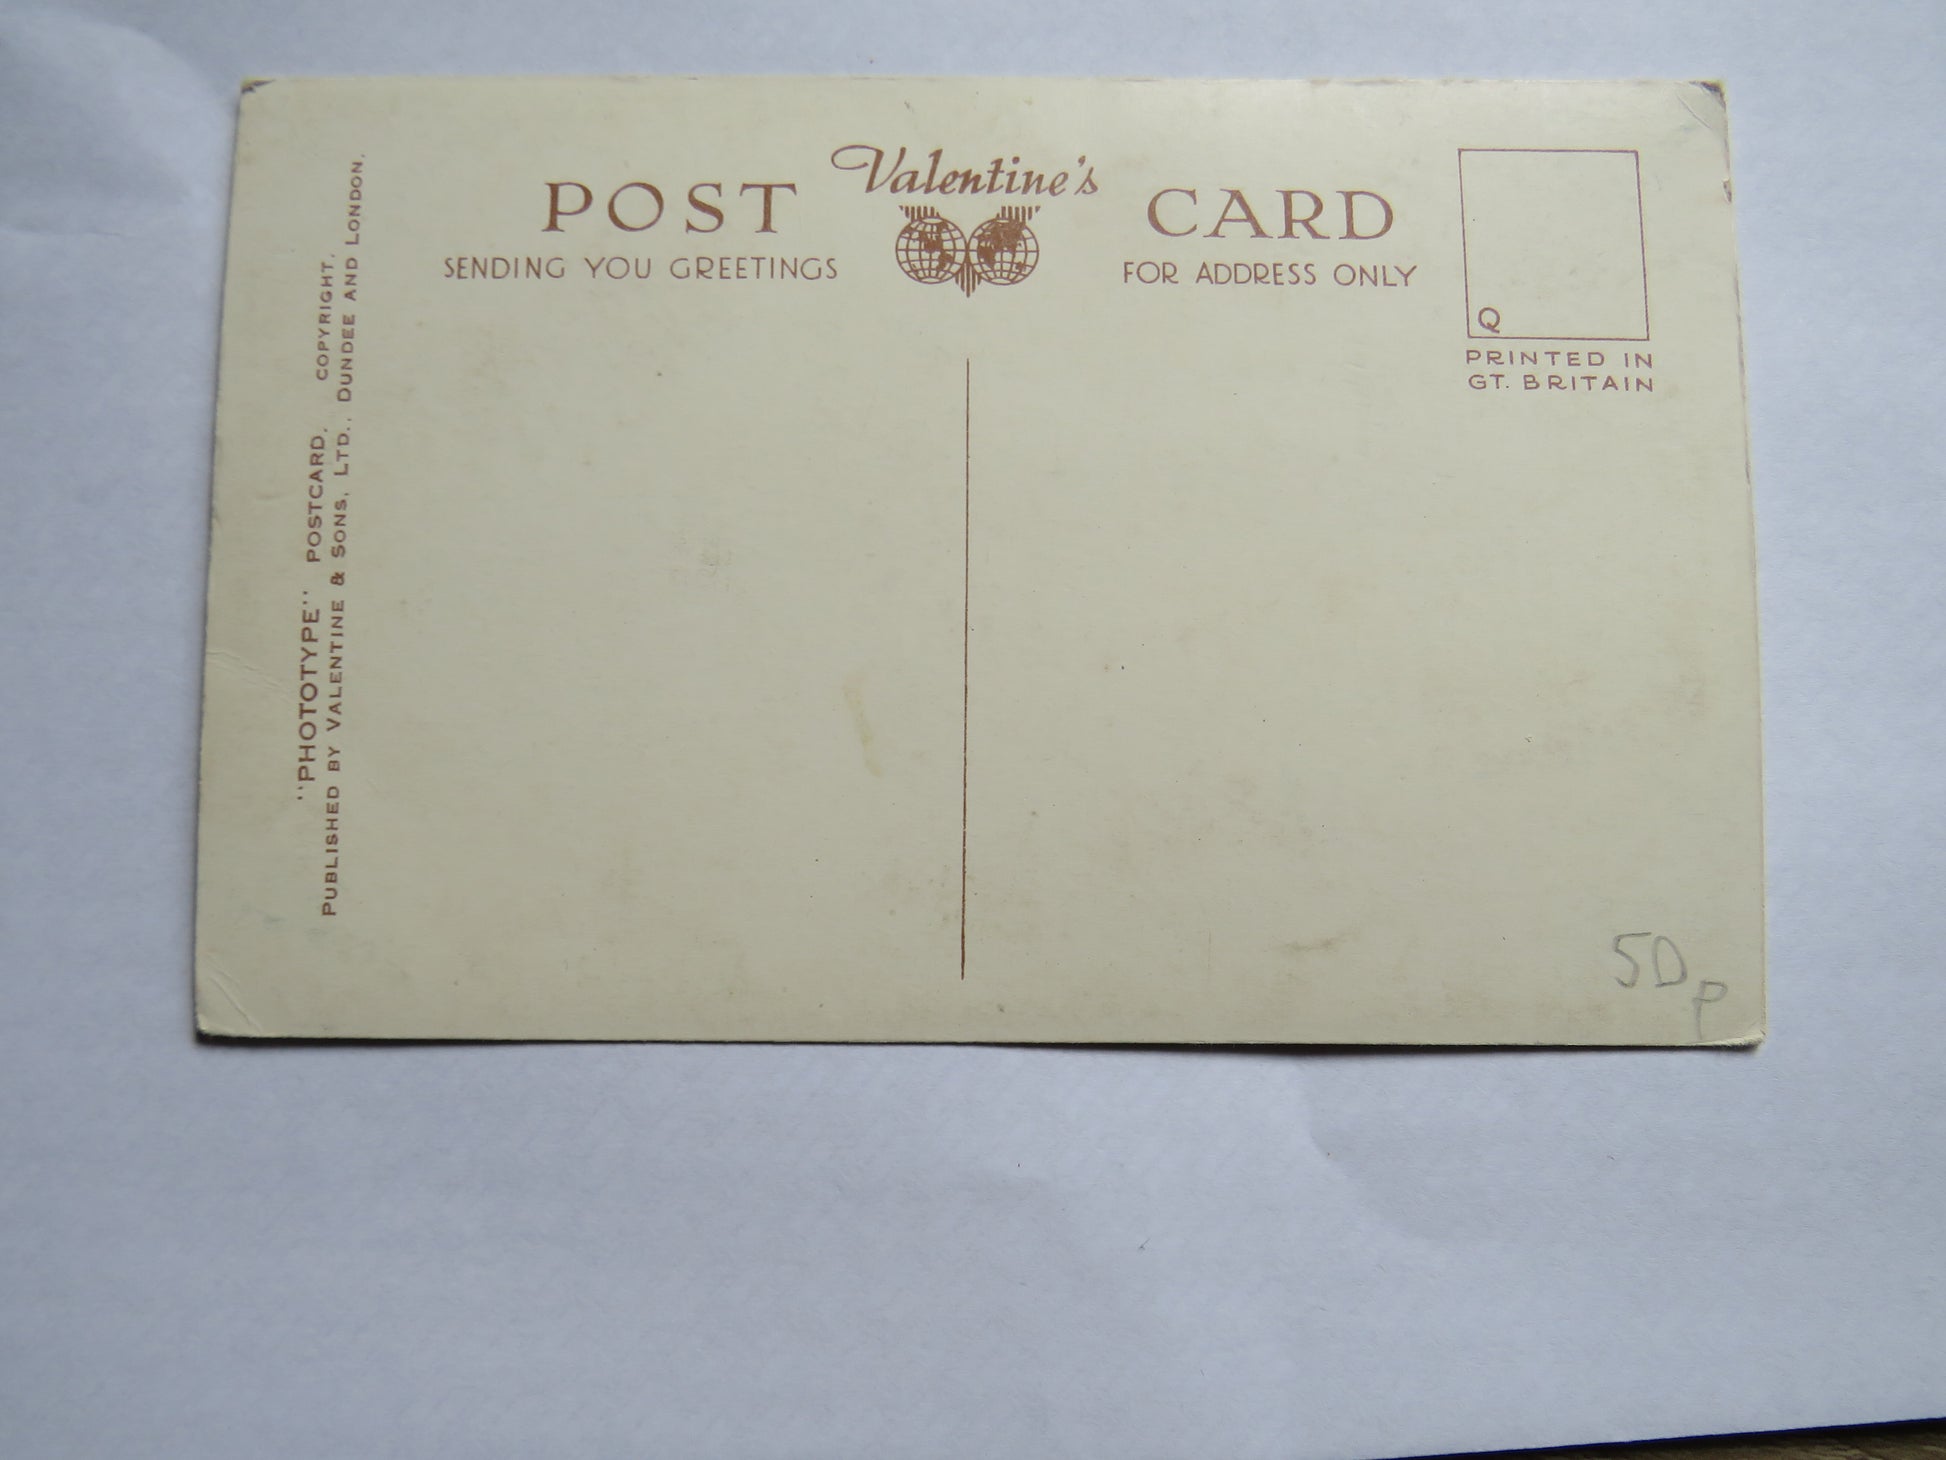 Valentine's
POST CARD
SENDING YOU GREETINGS
FOR ADDRESS ONLY
Q
PRINTED IN
GT. BRITAIN
"PHOTOTYPE" POSTCARD. COPYRIGHT.
PUBLISHED BY VALENTINE & SONS, LTD., DUNDEE AND LONDON.
50p